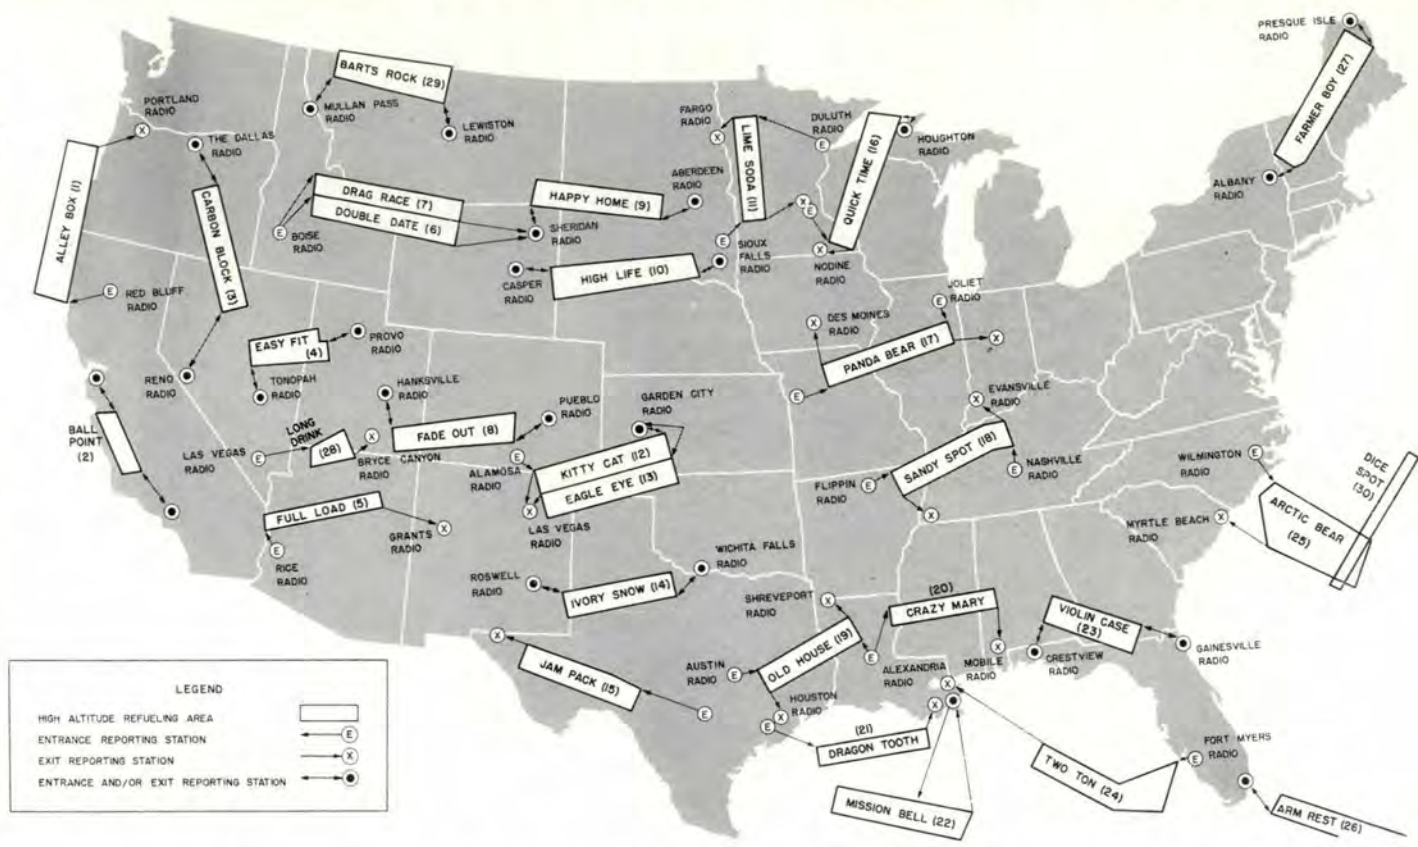 PRESQUE ISLE
RADIO
FARMER BOY (27)
BARTS ROCK (29)
PORTLAND
RADIO
MULLAN PASS
RADIO
LEWISTON
RADIO
FARGO
RADIO
LIME SODA (11)
DULUTH
RADIO
QUICK TIME (16)
HOUGHTON
RADIO
THE DALLAS
RADIO
ALLEY BOX (1)
CARBON BLOCK (3)
DRAG RACE (7)
DOUBLE DATE (6)
HAPPY HOME (9)
ABERDEEN
RADIO
ALBANY
RADIO
BOISE
RADIO
SHERIDAN
RADIO
SIOUX
FALLS
RADIO
NODINE
RADIO
CASPER
RADIO
HIGH LIFE (10)
RED BLUFF
RADIO
JOLIET
RADIO
DES MOINES
RADIO
PANDA BEAR (17)
EASY FIT
(4)
PROVO
RADIO
RENO
RADIO
TONOPAH
RADIO
HANKSVILLE
RADIO
PUEBLO
RADIO
GARDEN CITY
RADIO
EVANSVILLE
RADIO
BALL
POINT
(2)
LAS VEGAS
RADIO
LONG
DRINK
(28)
BRYCE CANYON
RADIO
FADE OUT (8)
ALAMOSA
RADIO
KITTY CAT (12)
EAGLE EYE (13)
SANDY SPOT (18)
FLIPPIN
RADIO
NASHVILLE
RADIO
WILMINGTON
RADIO
DICE
SPOT
(30)
FULL LOAD (5)
GRANTS
RADIO
LAS VEGAS
RADIO
MYRTLE BEACH
RADIO
ARCTIC BEAR
(25)
RICE
RADIO
ROSWELL
RADIO
IVORY SNOW (14)
WICHITA FALLS
RADIO
SHREVEPORT
RADIO
(20)
CRAZY MARY
VIOLIN CASE
(23)
OLD HOUSE (19)
GAINESVILLE
RADIO
JAM PACK (15)
AUSTIN
RADIO
HOUSTON
RADIO
ALEXANDRIA
RADIO
MOBILE
RADIO
CRESTVIEW
RADIO
(21)
DRAGON TOOTH
FORT MYERS
RADIO
TWO TON (24)
MISSION BELL (22)
ARM REST (26)
LEGEND
HIGH ALTITUDE REFUELING AREA
ENTRANCE REPORTING STATION E
EXIT REPORTING STATION X
ENTRANCE AND/OR EXIT REPORTING STATION